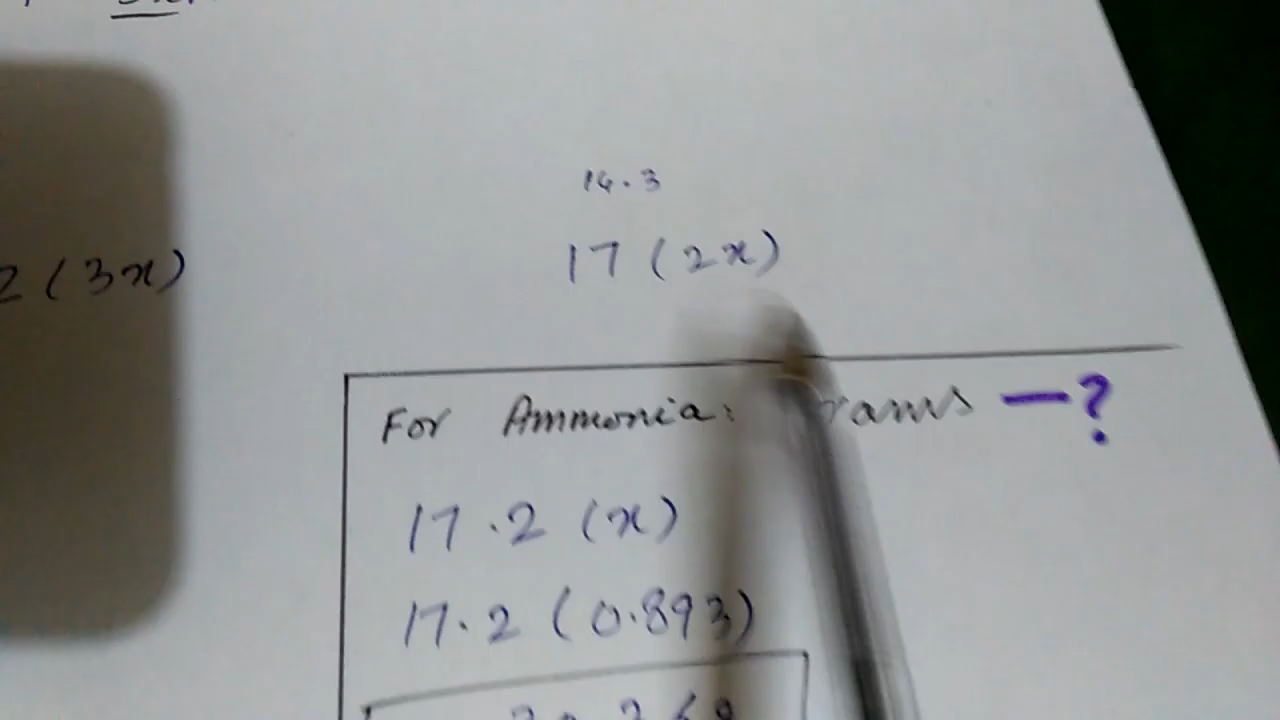 14.3
2(3x) 17(2x)
For Ammonia: —?
17.2 (x)
17.2 (0.893)